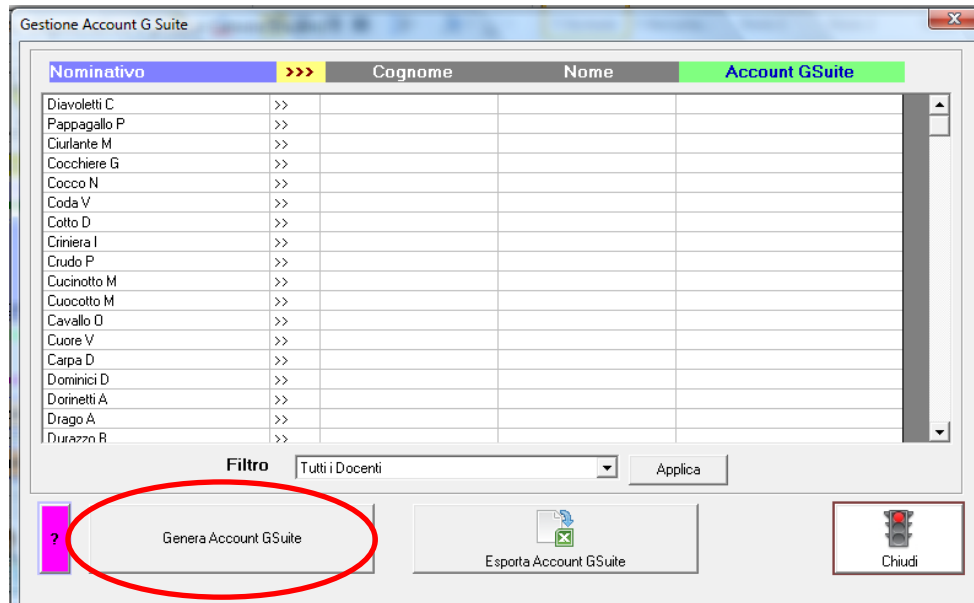 Gestione Account G Suite
x
Nominativo >>> Cognome Nome Account GSuite
Diavoletti C >>
Pappagallo P >>
Ciurlante M >>
Cocchiere G >>
Cocco N >>
Coda V >>
Cotto D >>
Criniera I >>
Crudo P >>
Cucinotto M >>
Cuocotto M >>
Cavallo O >>
Cuore V >>
Carpa D >>
Dominici D >>
Dorinetti A >>
Drago A >>
Durazzo B >>
Filtro Tutti i Docenti Applica
? Genera Account GSuite Esporta Account GSuite Chiudi